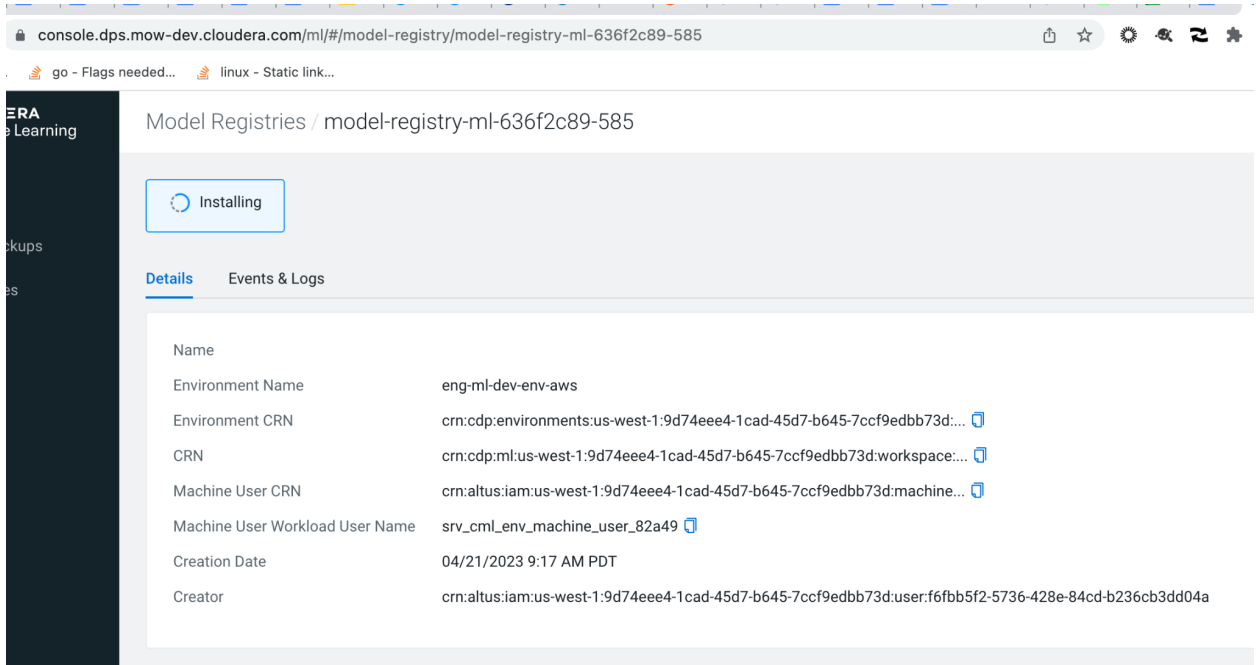 console.dps.mow-dev.cloudera.com/ml/#/model-registry/model-registry-ml-636f2c89-585
go - Flags needed... linux - Static link...
ERA
Learning
Model Registries / model-registry-ml-636f2c89-585
Installing
ckups
es
Details Events & Logs
Name
Environment Name eng-ml-dev-env-aws
Environment CRN crn:cdp:environments:us-west-1:9d74eee4-1cad-45d7-b645-7ccf9edbb73d:...
CRN crn:cdp:ml:us-west-1:9d74eee4-1cad-45d7-b645-7ccf9edbb73d:workspace:...
Machine User CRN crn:altus:iam:us-west-1:9d74eee4-1cad-45d7-b645-7ccf9edbb73d:machine...
Machine User Workload User Name srv_cml_env_machine_user_82a49
Creation Date 04/21/2023 9:17 AM PDT
Creator crn:altus:iam:us-west-1:9d74eee4-1cad-45d7-b645-7ccf9edbb73d:user:f6fbb5f2-5736-428e-84cd-b236cb3dd04a